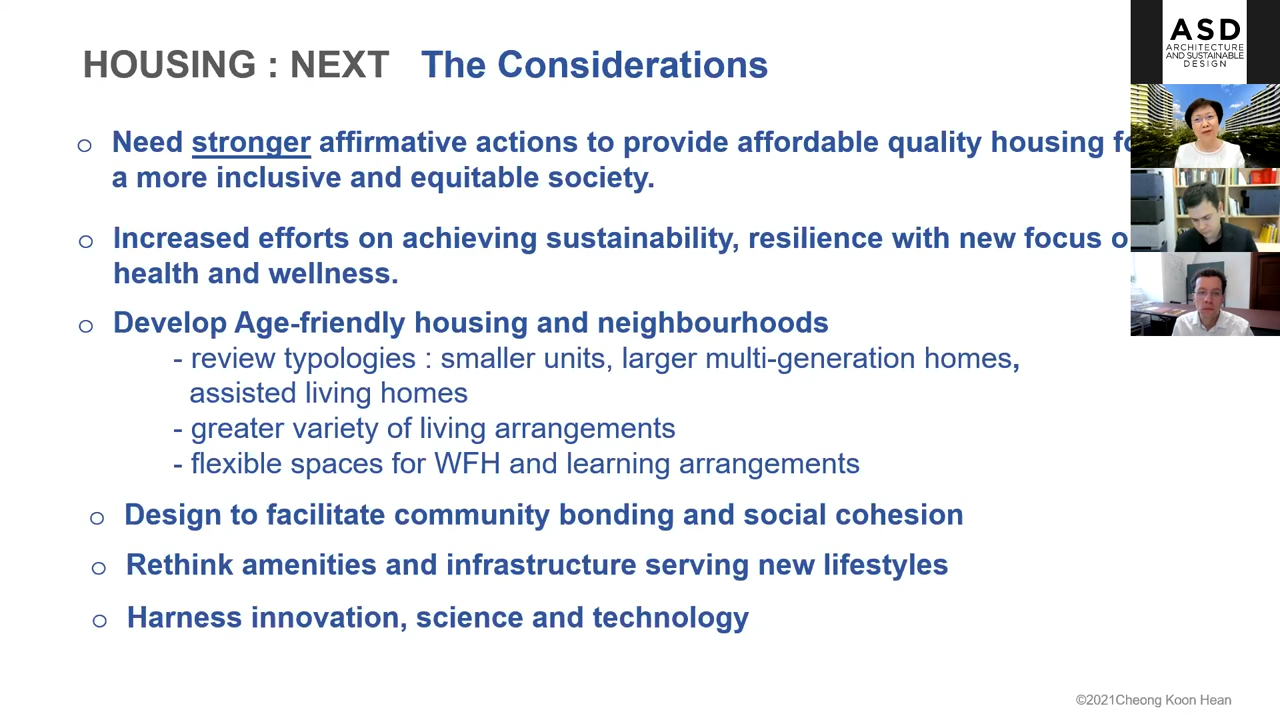 HOUSING : NEXT The Considerations
ASD
ARCHITECTURE
AND SUSTAINABLE
DESIGN
o Need stronger affirmative actions to provide affordable quality housing
a more inclusive and equitable society.
o Increased efforts on achieving sustainability, resilience with new focus
health and wellness.
o Develop Age-friendly housing and neighbourhoods
- review typologies : smaller units, larger multi-generation homes,
assisted living homes
- greater variety of living arrangements
- flexible spaces for WFH and learning arrangements
o Design to facilitate community bonding and social cohesion
o Rethink amenities and infrastructure serving new lifestyles
o Harness innovation, science and technology
©2021Cheong Koon Hean